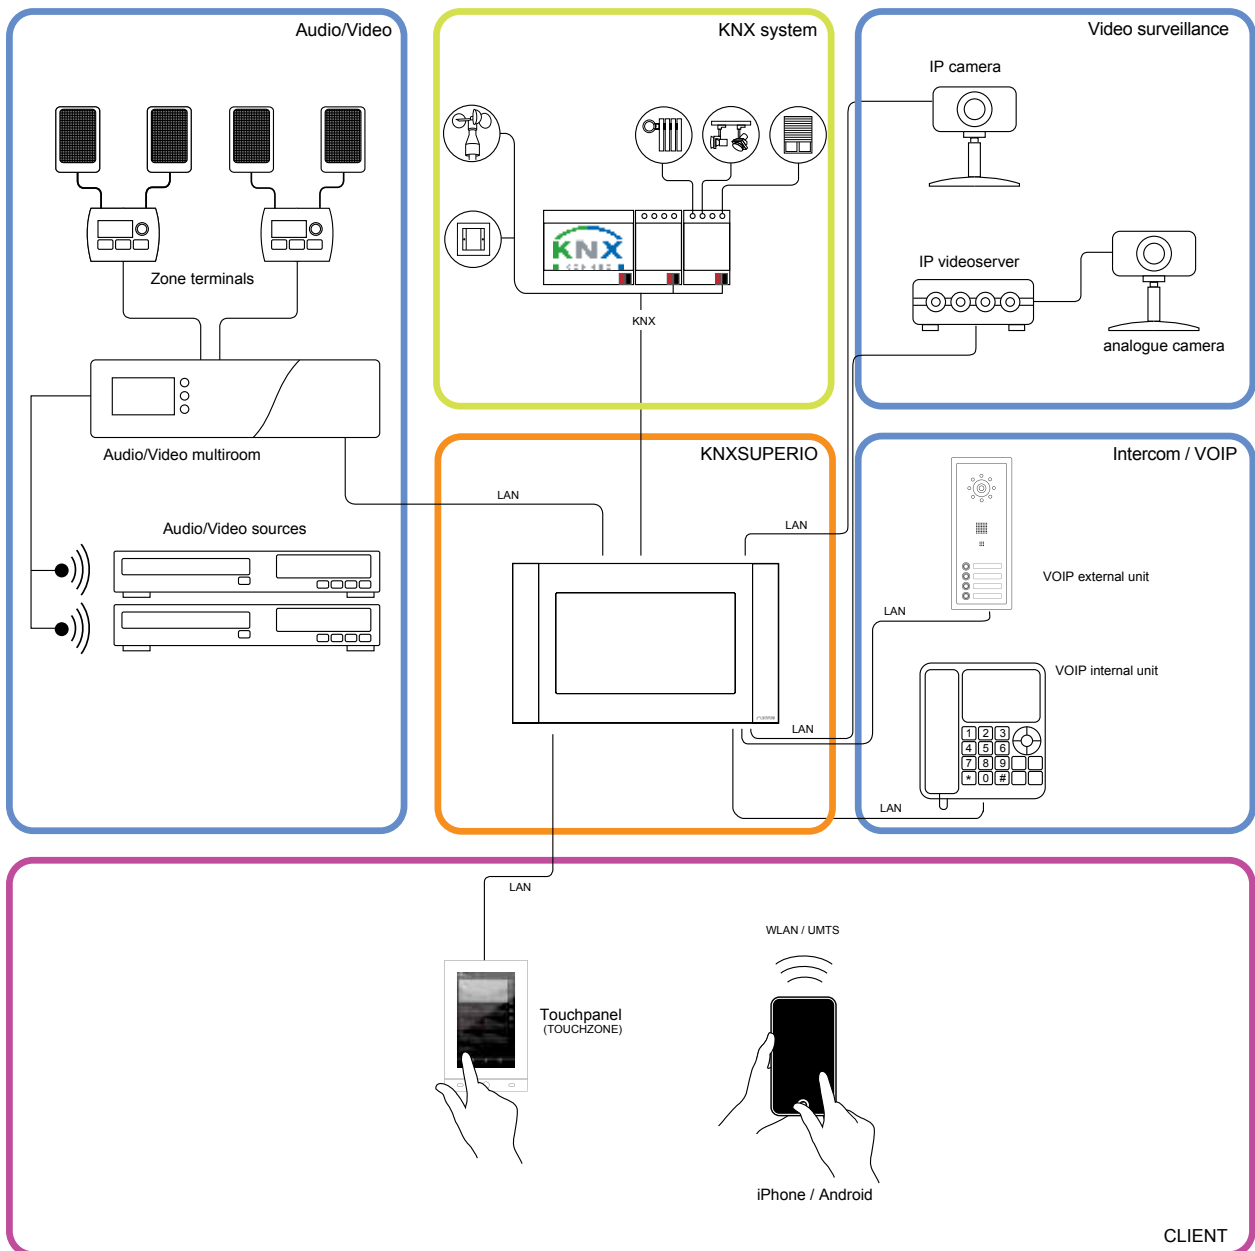 Audio/Video
Zone terminals
Audio/Video multiroom
Audio/Video sources
KNX system
KNX
KNX
Video surveillance
IP camera
IP videoserver
analogue camera
KNXSUPERIO
LAN
LAN
LAN
LAN
LAN
Intercom / VOIP
VOIP external unit
VOIP internal unit
1 2 3
4 5 6
7 8 9
* 0 #
LAN
Touchpanel
(TOUCHZONE)
WLAN / UMTS
iPhone / Android
CLIENT